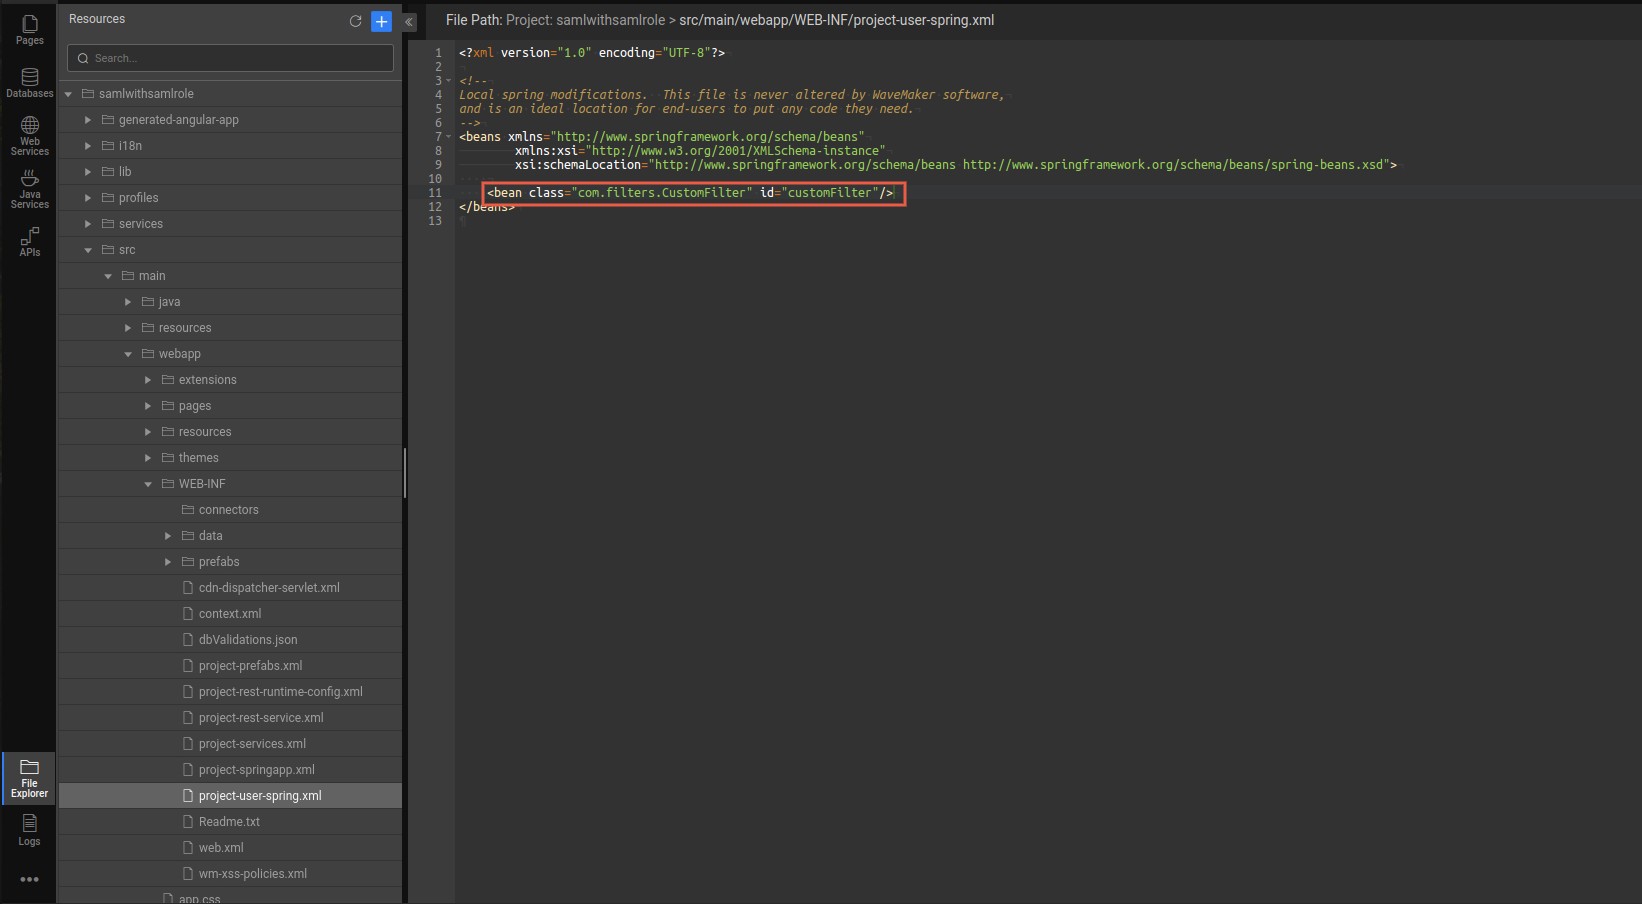 Pages
Databases
Web
Services
Java
Services
APIs
File
Explorer
Logs
Resources
Search...
samlwithsamlrole
generated-angular-app
i18n
lib
profiles
services
src
main
java
resources
webapp
extensions
pages
resources
themes
WEB-INF
connectors
data
prefabs
cdn-dispatcher-servlet.xml
context.xml
dbValidations.json
project-prefabs.xml
project-rest-runtime-config.xml
project-rest-service.xml
project-services.xml
project-springapp.xml
project-user-spring.xml
Readme.txt
web.xml
wm-xss-policies.xml
app.css
File Path: Project: samlwithsamlrole > src/main/webapp/WEB-INF/project-user-spring.xml
1 <?xml version="1.0" encoding="UTF-8"?>
2
3 <!--
4 Local spring modifications.  This file is never altered by WaveMaker software,
5 and is an ideal location for end-users to put any code they need.
6 -->
7 <beans xmlns="http://www.springframework.org/schema/beans"
8 xmlns:xsi="http://www.w3.org/2001/XMLSchema-instance"
9 xsi:schemaLocation="http://www.springframework.org/schema/beans http://www.springframework.org/schema/beans/spring-beans.xsd">
10
11 <bean class="com.filters.CustomFilter" id="customFilter"/>
12 </beans>
13